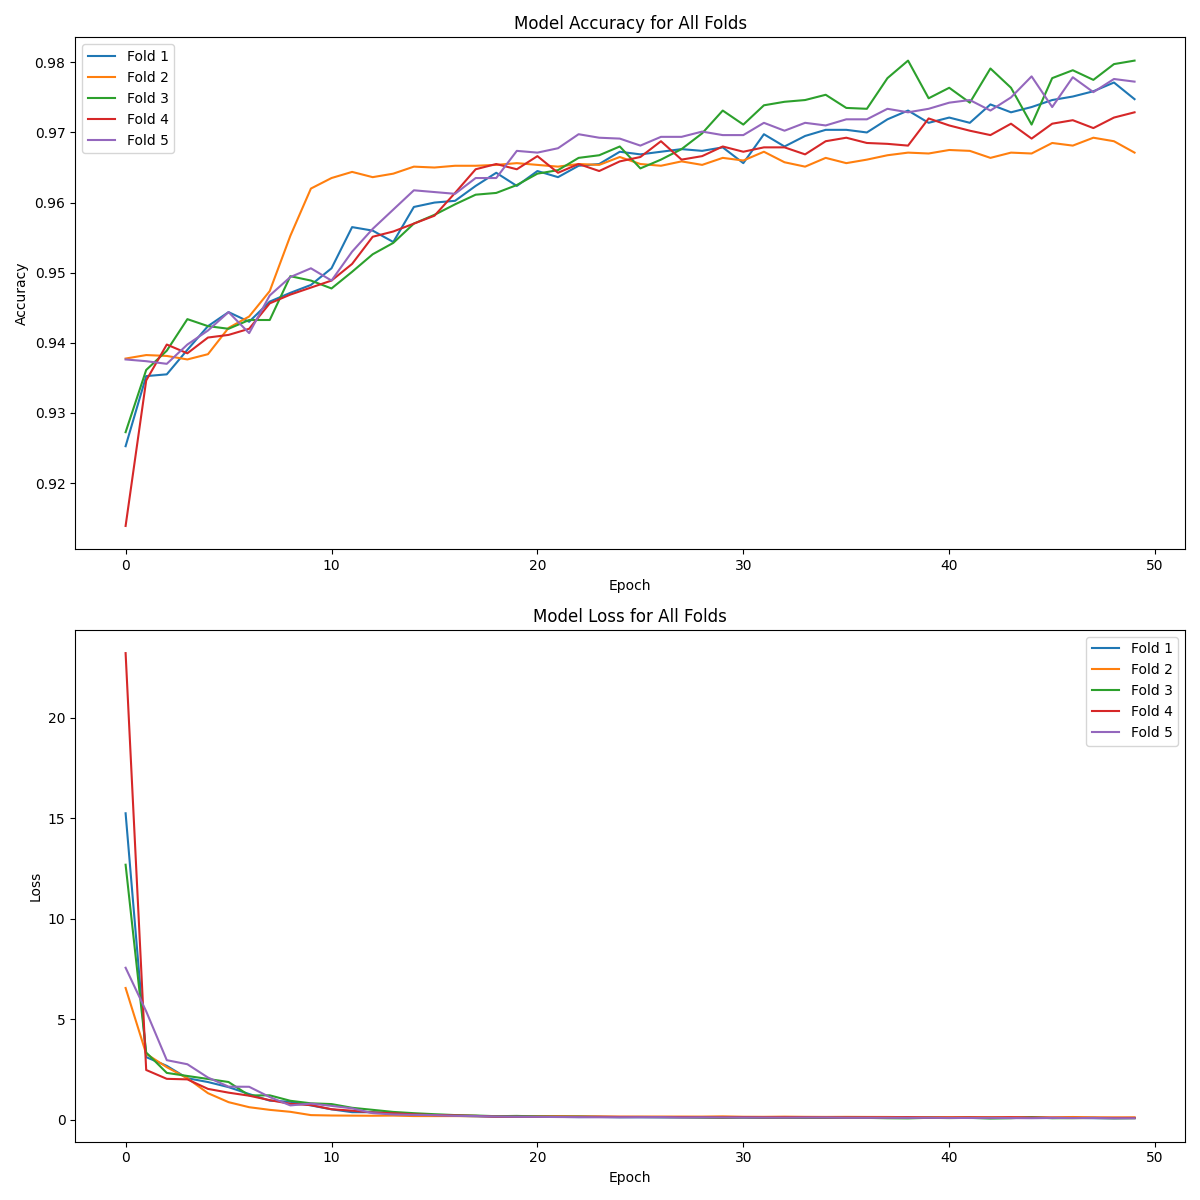 Model Accuracy for All Folds
Fold 1
Fold 2
Fold 3
Fold 4
Fold 5
0.98
0.97
0.96
0.95
0.94
0.93
0.92
Accuracy
0 10 20 30 40 50
Epoch
Model Loss for All Folds
Fold 1
Fold 2
Fold 3
Fold 4
Fold 5
20
15
10
5
0
Loss
0 10 20 30 40 50
Epoch